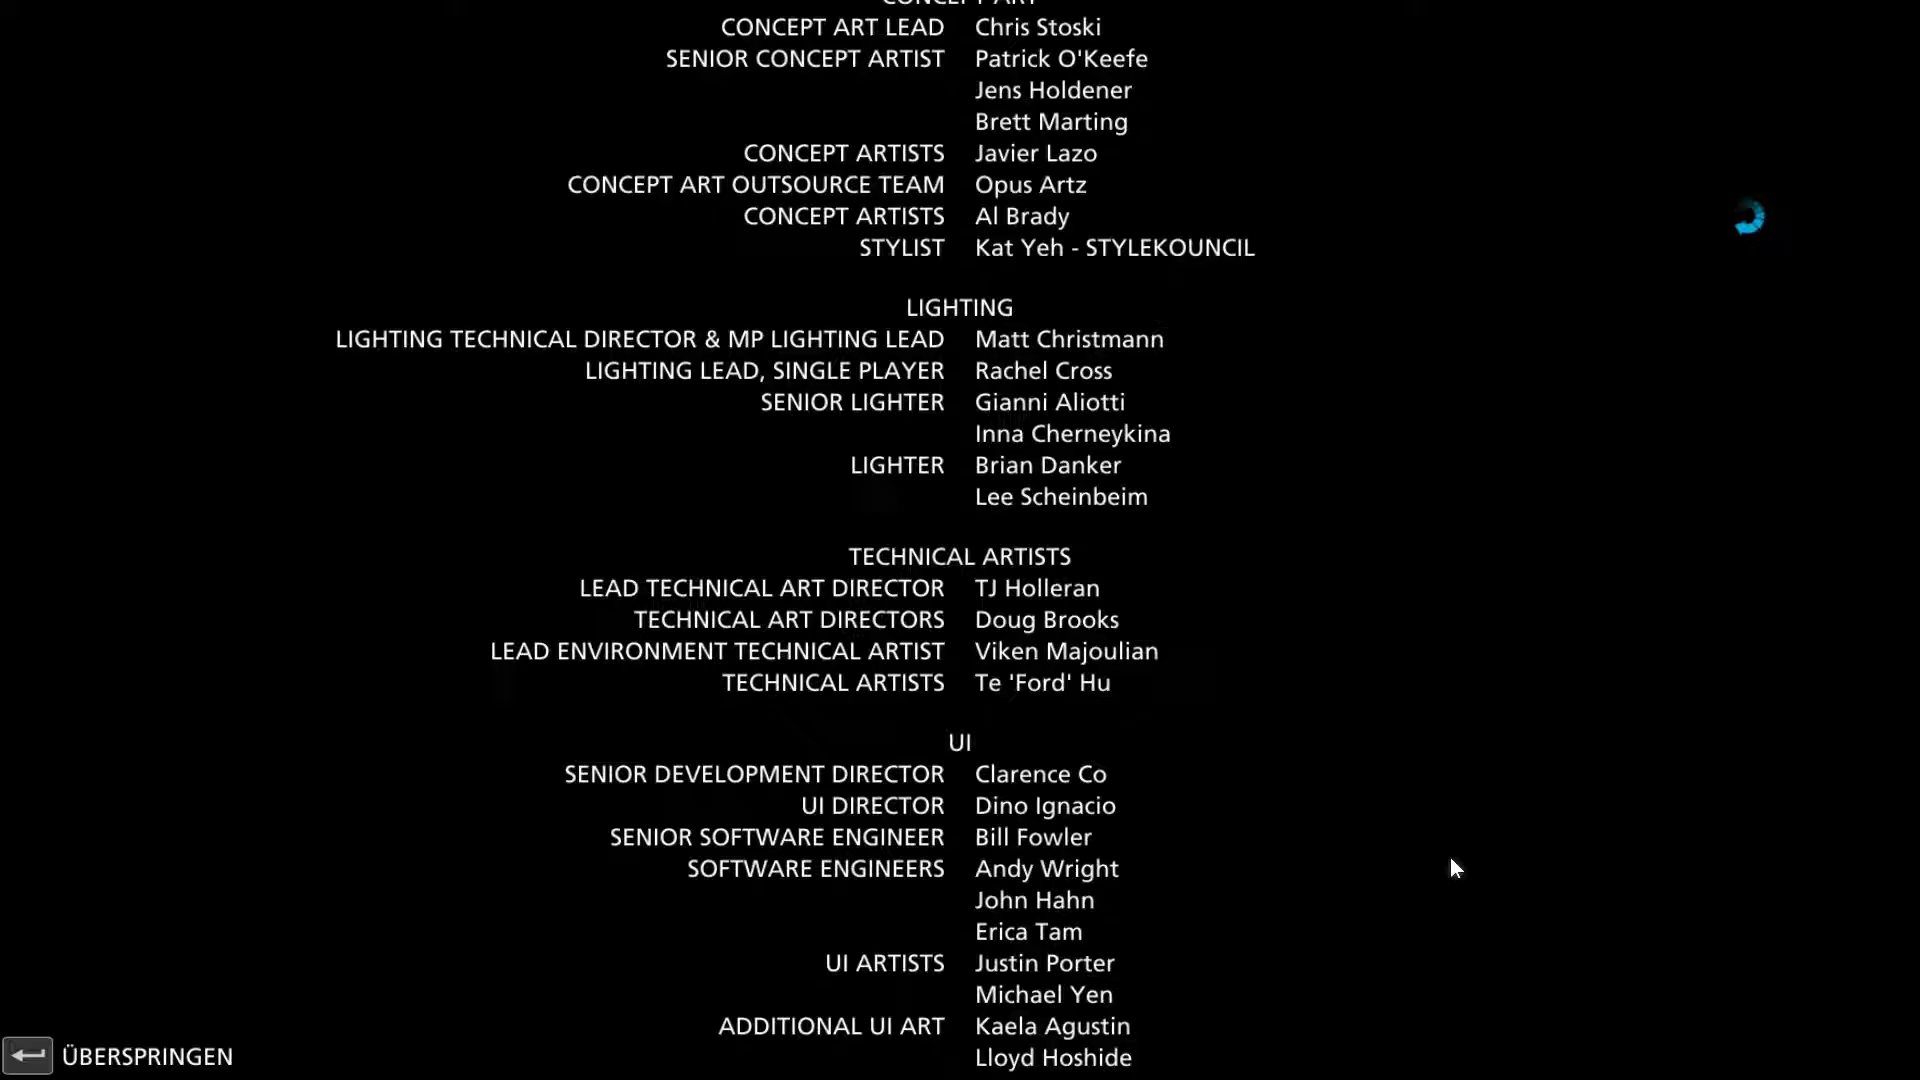 CONCEPT ART
CONCEPT ART LEAD Chris Stoski
SENIOR CONCEPT ARTIST Patrick O'Keefe
Jens Holdener
Brett Marting
CONCEPT ARTISTS Javier Lazo
CONCEPT ART OUTSOURCE TEAM Opus Artz
CONCEPT ARTISTS Al Brady
STYLIST Kat Yeh - STYLEKOUNCIL
LIGHTING
LIGHTING TECHNICAL DIRECTOR & MP LIGHTING LEAD Matt Christmann
LIGHTING LEAD, SINGLE PLAYER Rachel Cross
SENIOR LIGHTER Gianni Aliotti
Inna Cherneykina
LIGHTER Brian Danker
Lee Scheinbeim
TECHNICAL ARTISTS
LEAD TECHNICAL ART DIRECTOR TJ Holleran
TECHNICAL ART DIRECTORS Doug Brooks
LEAD ENVIRONMENT TECHNICAL ARTIST Viken Majoulian
TECHNICAL ARTISTS Te 'Ford' Hu
UI
SENIOR DEVELOPMENT DIRECTOR Clarence Co
UI DIRECTOR Dino Ignacio
SENIOR SOFTWARE ENGINEER Bill Fowler
SOFTWARE ENGINEERS Andy Wright
John Hahn
Erica Tam
UI ARTISTS Justin Porter
Michael Yen
ADDITIONAL UI ART Kaela Agustin
Lloyd Hoshide
ÜBERSPRINGEN